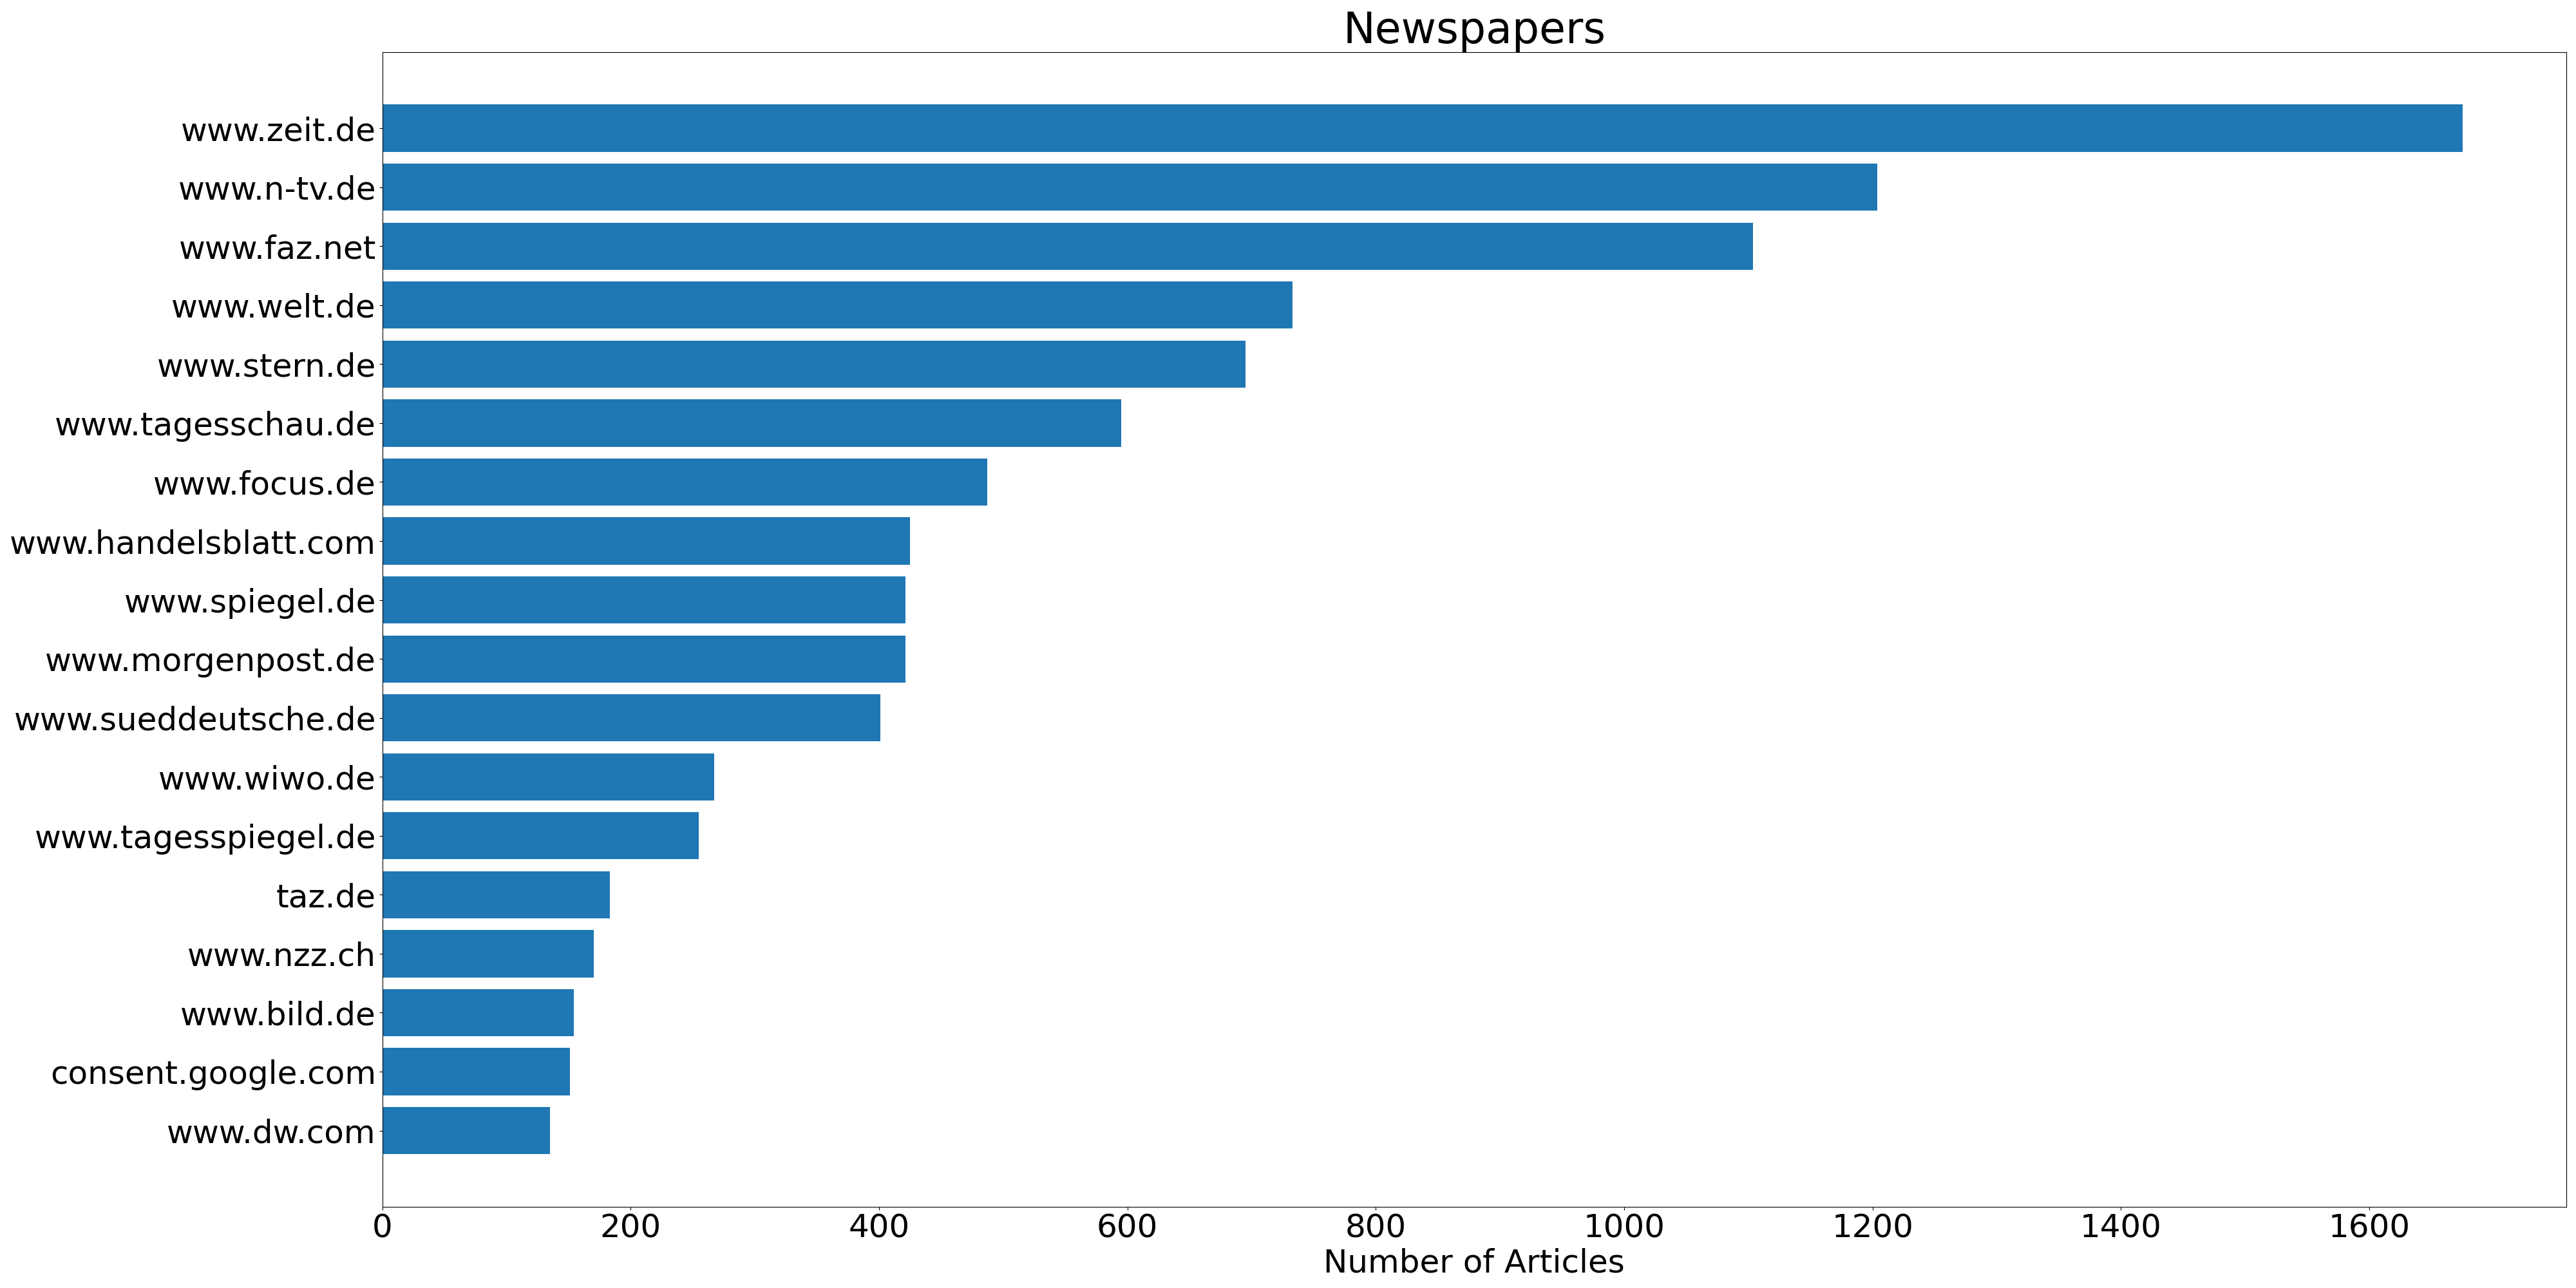 Newspapers
www.zeit.de
www.n-tv.de
www.faz.net
www.welt.de
www.stern.de
www.tagesschau.de
www.focus.de
www.handelsblatt.com
www.spiegel.de
www.morgenpost.de
www.sueddeutsche.de
www.wiwo.de
www.tagesspiegel.de
taz.de
www.nzz.ch
www.bild.de
consent.google.com
www.dw.com
0 200 400 600 800 1000 1200 1400 1600
Number of Articles